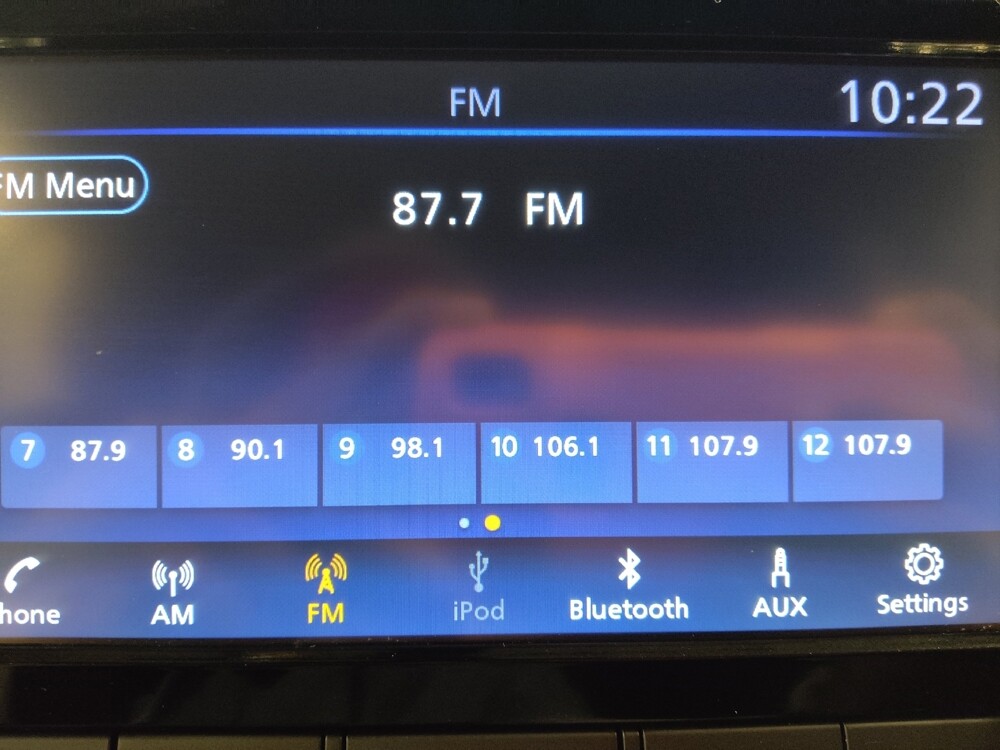 FM 10:22
FM Menu
87.7 FM
7 87.9 8 90.1 9 98.1 10 106.1 11 107.9 12 107.9
hone AM FM iPod Bluetooth AUX Settings